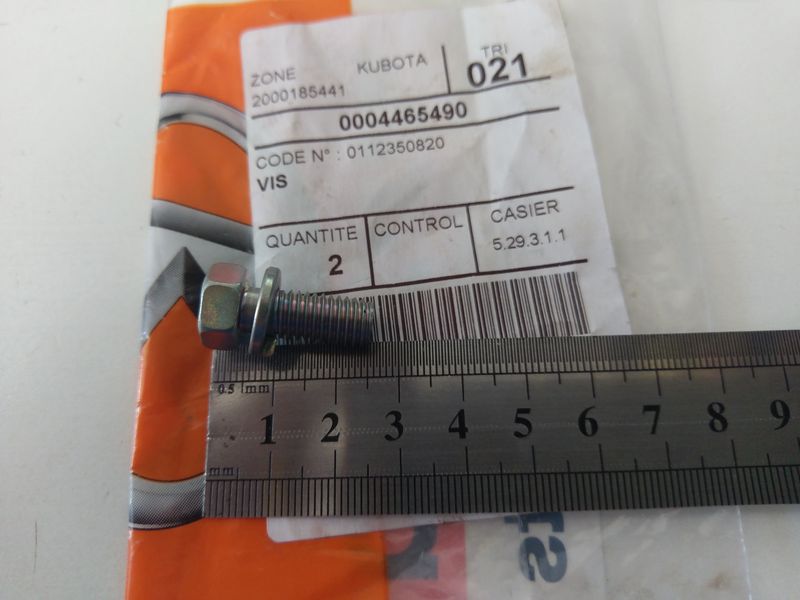 ZONE KUBOTA TRI
2000185441 021
0004465490
CODE N° : 0112350820
VIS
QUANTITE CONTROL CASIER
2 5.29.3.1.1
0.5 mm
1 2 3 4 5 6 7 8 9
mm